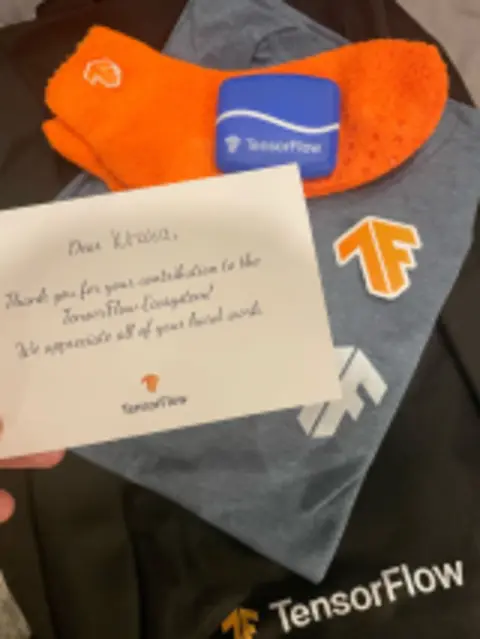 TensorFlow
Dear
Thank you for your contribution to the
TensorFlow Ecosystem!
We appreciate all of your hard work.
TensorFlow
TensorFlow